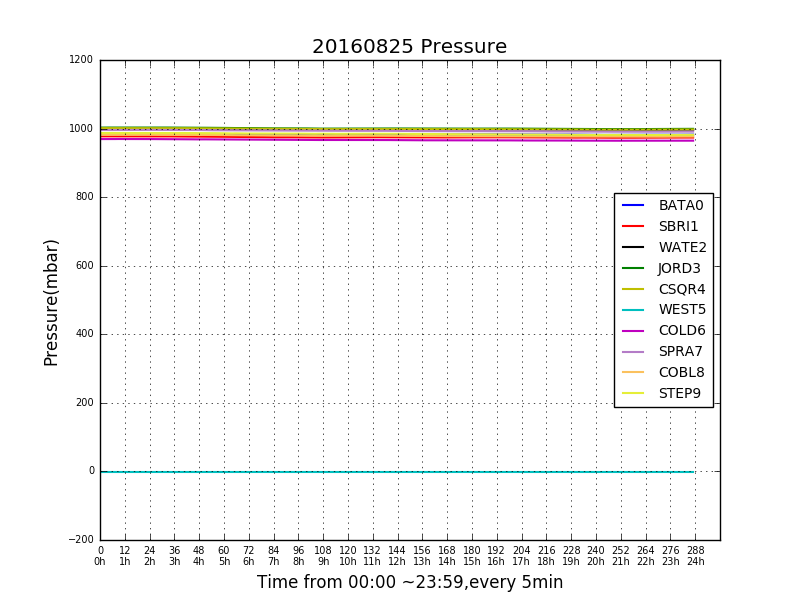 20160825 Pressure
1200
1000
800
600
400
200
0
−200
Pressure(mbar)
BATA0
SBRI1
WATE2
JORD3
CSQR4
WEST5
COLD6
SPRA7
COBL8
STEP9
0 12 24 36 48 60 72 84 96 108 120 132 144 156 168 180 192 204 216 228 240 252 264 276 288
0h 1h 2h 3h 4h 5h 6h 7h 8h 9h 10h 11h 12h 13h 14h 15h 16h 17h 18h 19h 20h 21h 22h 23h 24h
Time from 00:00 ~23:59,every 5min